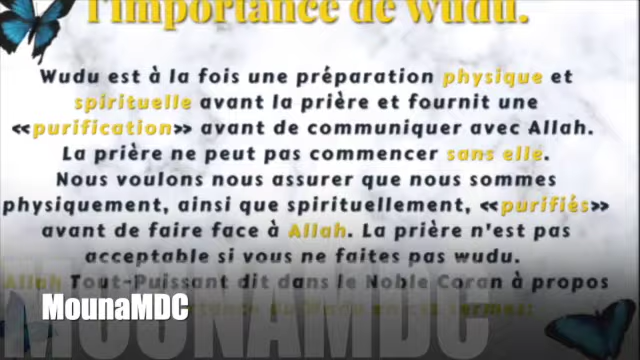 l'importance de wudu.
Wudu est à la fois une préparation physique et
spirituelle avant la prière et fournit une
«purification» avant de communiquer avec Allah.
La prière ne peut pas commencer sans elle.
Nous voulons nous assurer que nous sommes
physiquement, ainsi que spirituellement, «purifiés»
avant de faire face à Allah. La prière n'est pas
acceptable si vous ne faites pas wudu.
Allah Tout-Puissant dit dans le Noble Coran à propos
MounaMDC
MOUNAMDC